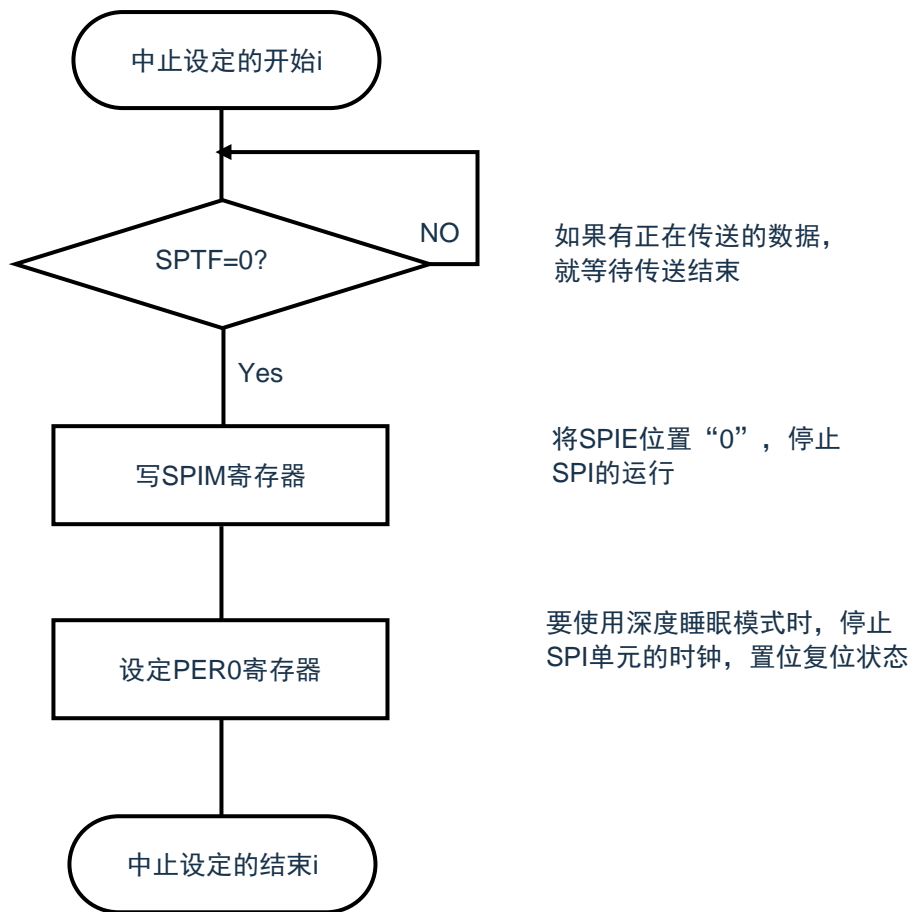 中止设定的开始i
SPTF=0?
NO
如果有正在传送的数据，
就等待传送结束
Yes
写SPIM寄存器
将SPIE位置“0”，停止
SPI的运行
设定PER0寄存器
要使用深度睡眠模式时，停止
SPI单元的时钟，置位复位状态
中止设定的结束i